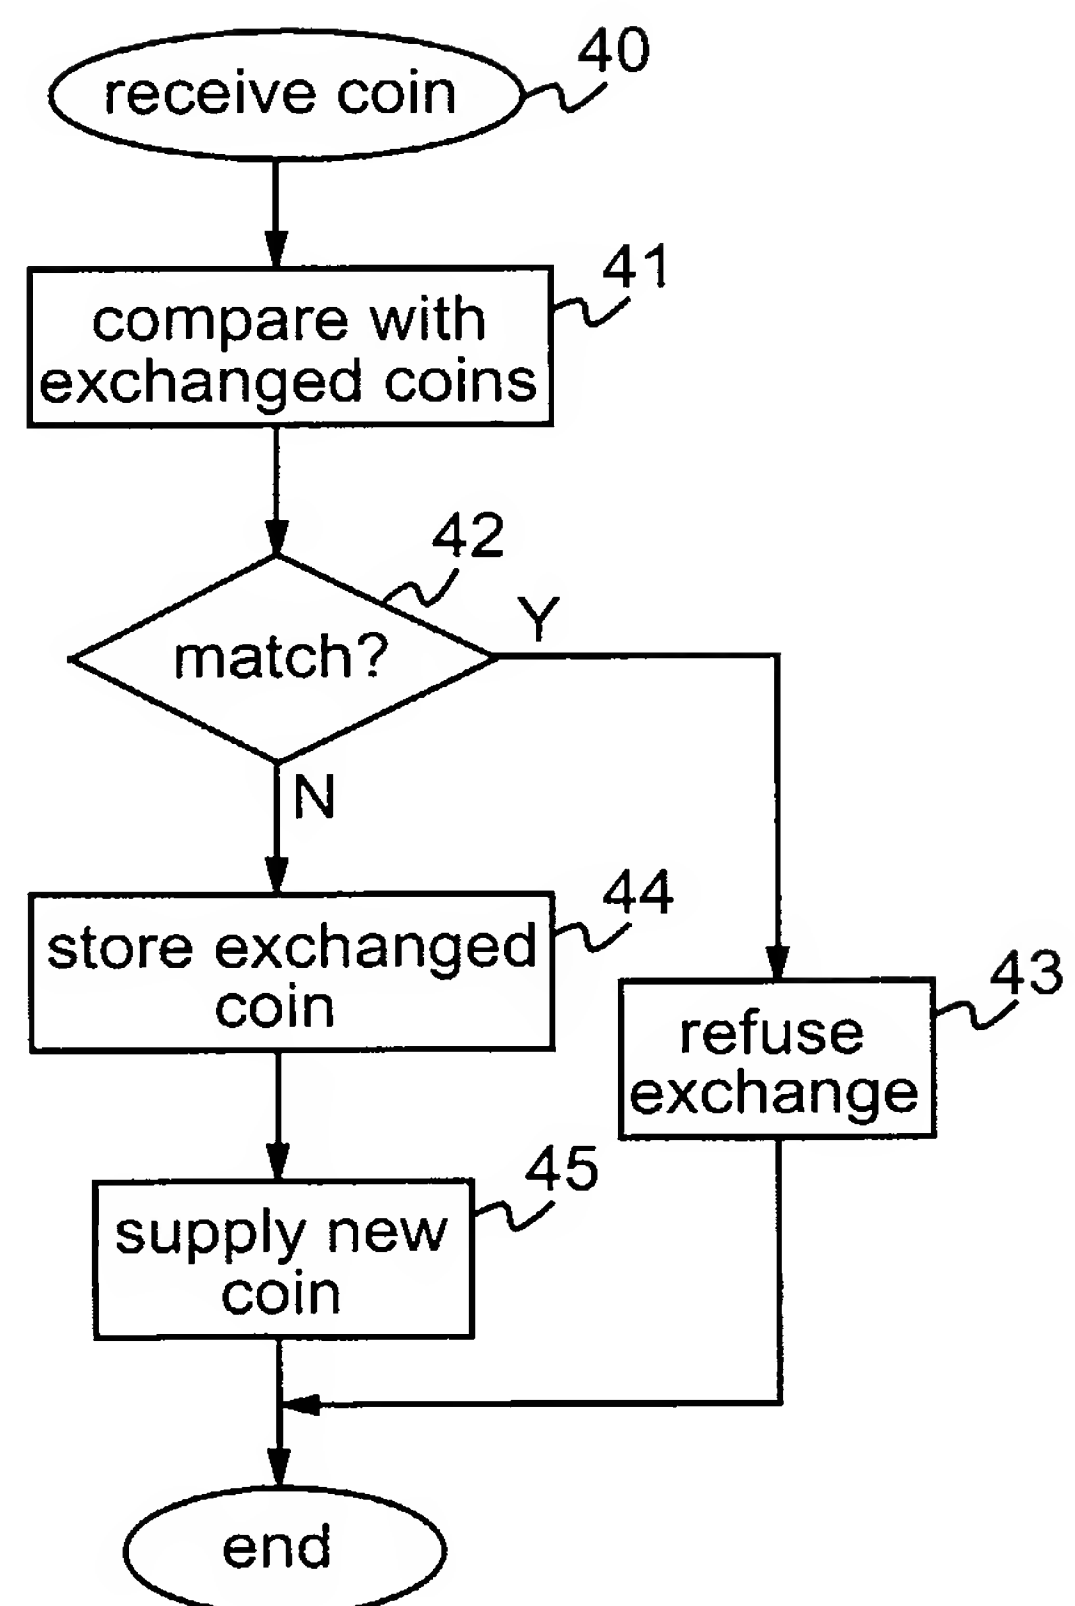 receive coin
40
compare with
exchanged coins
41
match?
42
Y
N
store exchanged
coin
44
refuse
exchange
43
supply new
coin
45
end